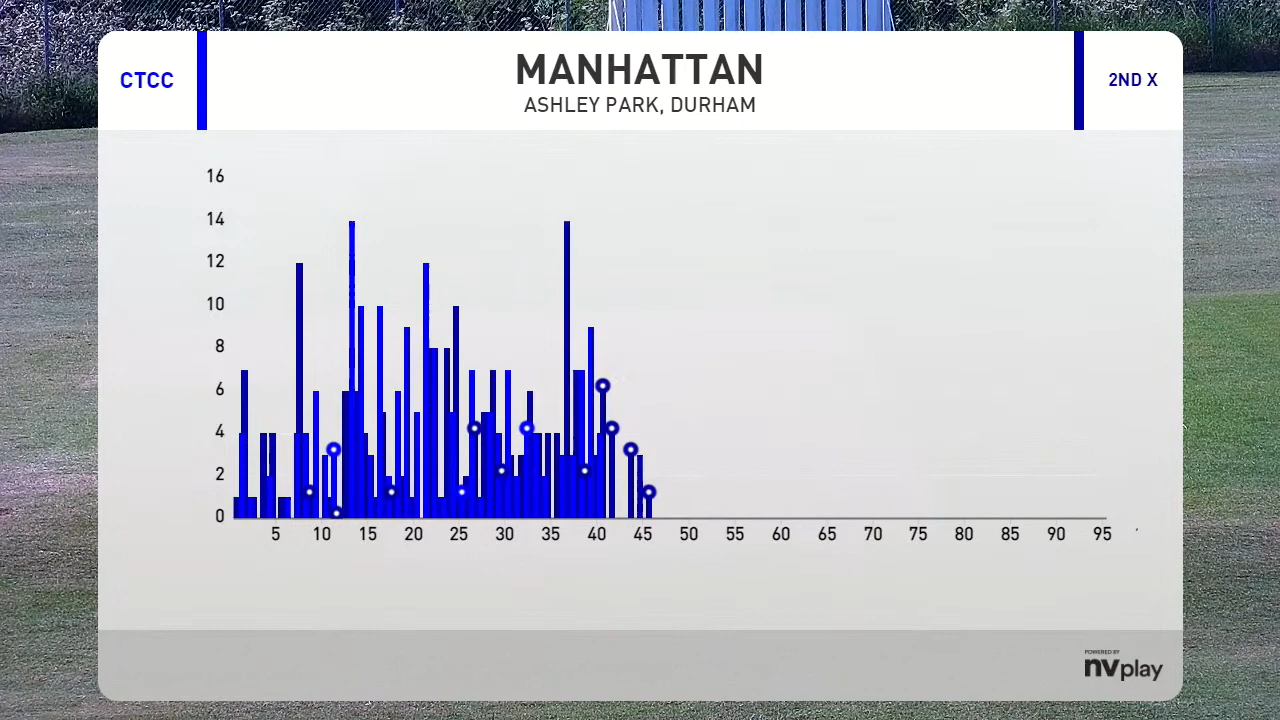 CTCC
MANHATTAN
ASHLEY PARK, DURHAM
2ND X
16
14
12
10
8
6
4
2
0
5 10 15 20 25 30 35 40 45 50 55 60 65 70 75 80 85 90 95
POWERED BY
nvplay